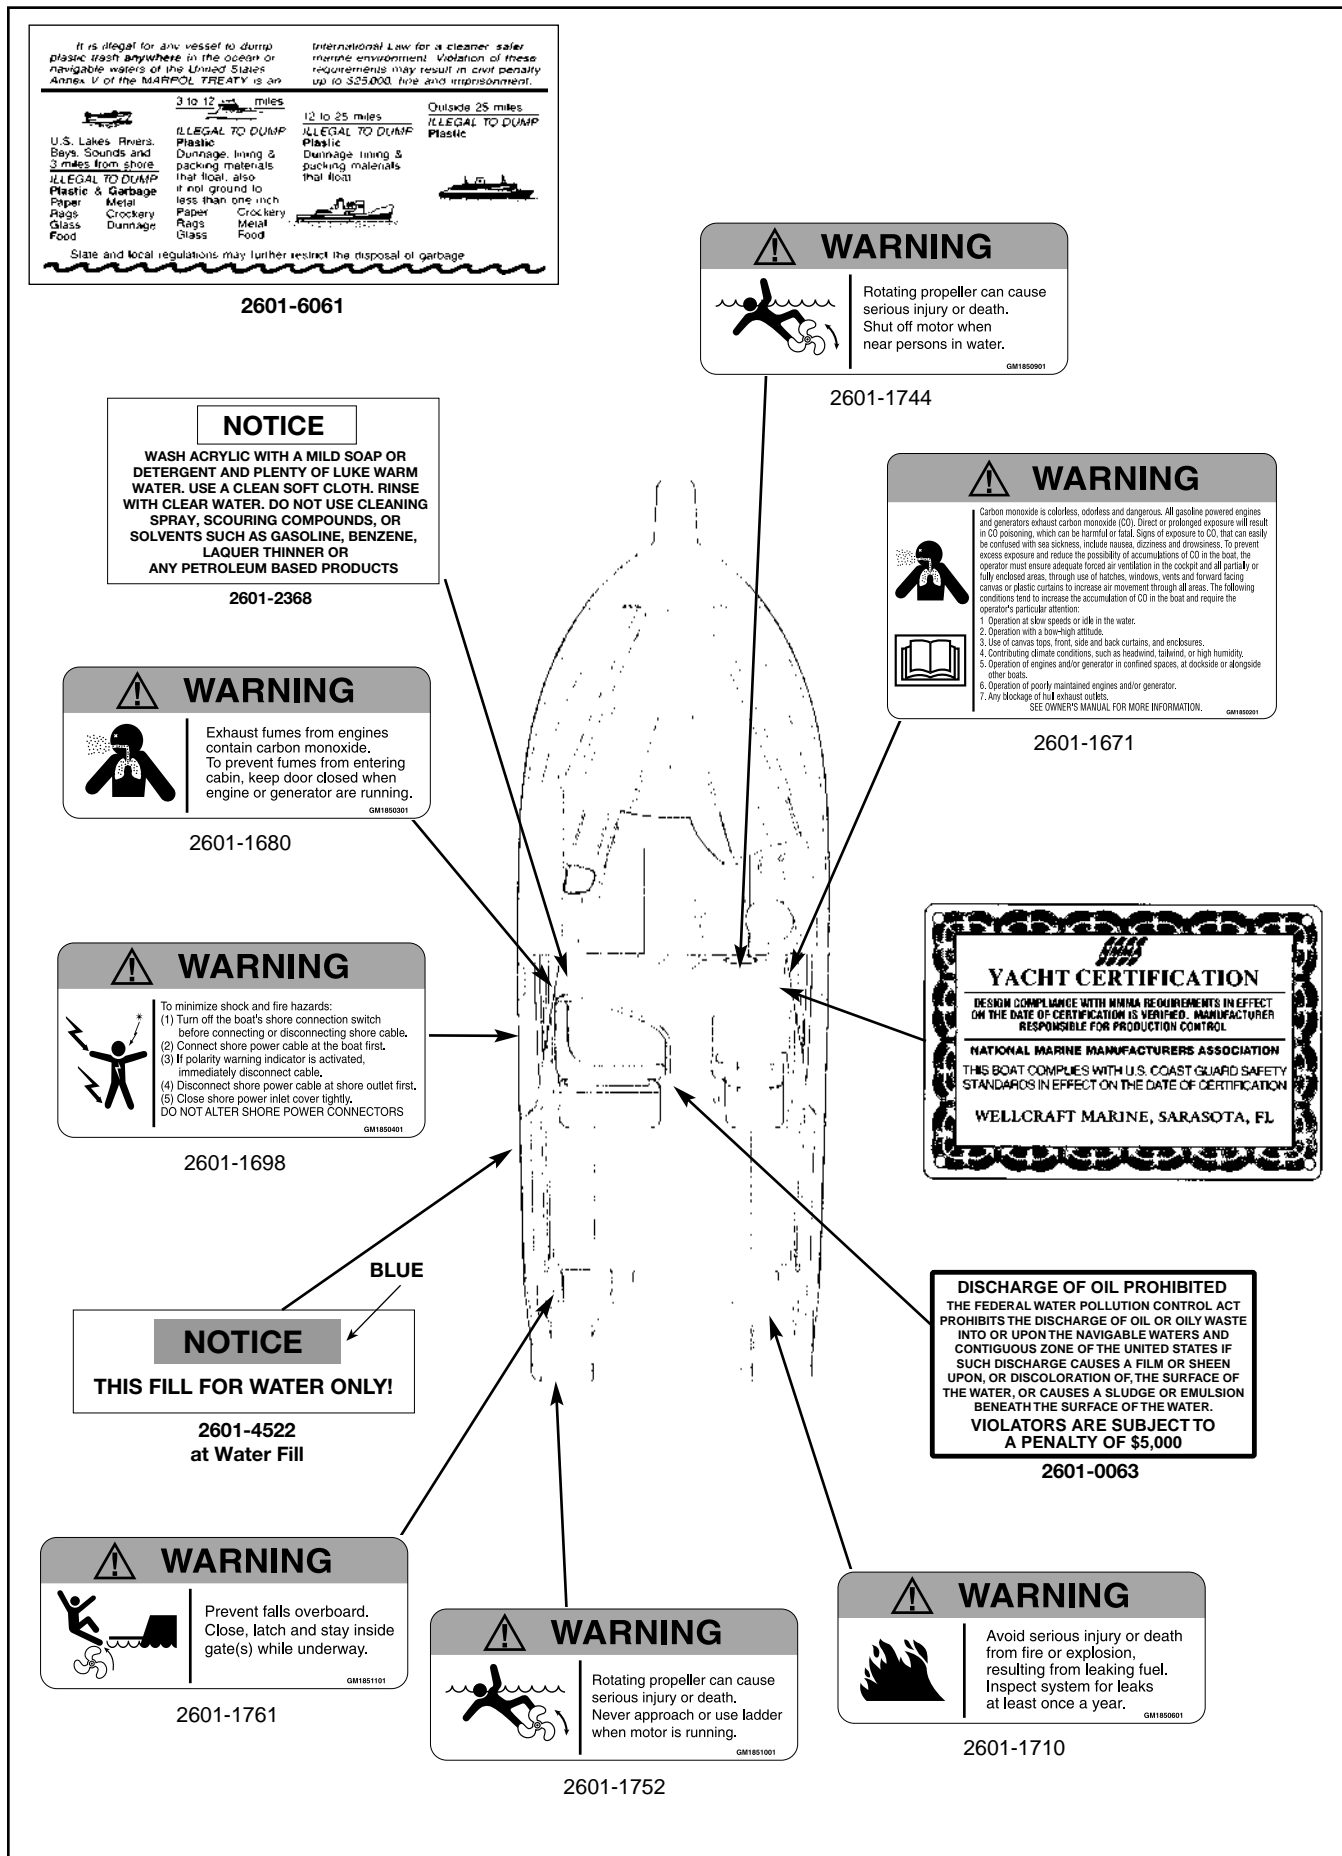 It is illegal for any vessel to dump
plastic trash anywhere in the ocean or
navigable waters of the United States
Annex V of the MARPOL TREATY is an
International Law for a cleaner safer
marine environment. Violation of these
requirements may result in civil penalty
up to $25,000, fine and imprisonment.
U.S. Lakes Rivers,
Bays, Sounds and
3 miles from shore
ILLEGAL TO DUMP
Plastic & Garbage
Paper Metal
Rags Crockery
Glass Dunnage
Food
3 to 12 miles
ILLEGAL TO DUMP
Plastic
Dunnage, lining &
packing materials
that float, also
if not ground to
less than one inch
Paper Crockery
Rags Metal
Glass Food
12 to 25 miles
ILLEGAL TO DUMP
Plastic
Dunnage lining &
packing materials
that float
Outside 25 miles
ILLEGAL TO DUMP
Plastic
State and local regulations may further restrict the disposal of garbage
2601-6061
WARNING
Rotating propeller can cause
serious injury or death.
Shut off motor when
near persons in water.
GM1850901
2601-1744
NOTICE
WASH ACRYLIC WITH A MILD SOAP OR
DETERGENT AND PLENTY OF LUKE WARM
WATER. USE A CLEAN SOFT CLOTH. RINSE
WITH CLEAR WATER. DO NOT USE CLEANING
SPRAY, SCOURING COMPOUNDS, OR
SOLVENTS SUCH AS GASOLINE, BENZENE,
LAQUER THINNER OR
ANY PETROLEUM BASED PRODUCTS
2601-2368
WARNING
Carbon monoxide is colorless, odorless and dangerous. All gasoline powered engines
and generators exhaust carbon monoxide (CO). Direct or prolonged exposure will result
in CO poisoning, which can be harmful or fatal. Signs of exposure to CO, that can easily
be confused with sea sickness, include nausea, dizziness and drowsiness. To prevent
excess exposure and reduce the possibility of accumulations of CO in the boat, the
operator must ensure adequate forced air ventilation in the cockpit and all partially or
fully enclosed areas, through use of hatches, windows, vents and forward facing
canvas or plastic curtains to increase air movement through all areas. The following
conditions tend to increase the accumulation of CO in the boat and require the
operator's particular attention:
1 Operation at slow speeds or idle in the water.
2. Operation with a bow-high attitude.
3. Use of canvas tops, front, side and back curtains, and enclosures.
4. Contributing climate conditions, such as headwind, tailwind, or high humidity.
5. Operation of engines and/or generator in confined spaces, at dockside or alongside
other boats.
6. Operation of poorly maintained engines and/or generator.
7. Any blockage of hull exhaust outlets.
SEE OWNER'S MANUAL FOR MORE INFORMATION.
GM1850201
2601-1671
WARNING
Exhaust fumes from engines
contain carbon monoxide.
To prevent fumes from entering
cabin, keep door closed when
engine or generator are running.
GM1850301
2601-1680
WARNING
To minimize shock and fire hazards:
(1) Turn off the boat's shore connection switch
before connecting or disconnecting shore cable.
(2) Connect shore power cable at the boat first.
(3) If polarity warning indicator is activated,
immediately disconnect cable.
(4) Disconnect shore power cable at shore outlet first.
(5) Close shore power inlet cover tightly.
DO NOT ALTER SHORE POWER CONNECTORS
GM1850401
2601-1698
YACHT CERTIFICATION
DESIGN COMPLIANCE WITH NMMA REQUIREMENTS IN EFFECT
ON THE DATE OF CERTIFICATION IS VERIFIED. MANUFACTURER
RESPONSIBLE FOR PRODUCTION CONTROL
NATIONAL MARINE MANUFACTURERS ASSOCIATION
THIS BOAT COMPLIES WITH U.S. COAST GUARD SAFETY
STANDARDS IN EFFECT ON THE DATE OF CERTIFICATION
WELLCRAFT MARINE, SARASOTA, FL
BLUE
NOTICE
THIS FILL FOR WATER ONLY!
2601-4522
at Water Fill
DISCHARGE OF OIL PROHIBITED
THE FEDERAL WATER POLLUTION CONTROL ACT
PROHIBITS THE DISCHARGE OF OIL OR OILY WASTE
INTO OR UPON THE NAVIGABLE WATERS AND
CONTIGUOUS ZONE OF THE UNITED STATES IF
SUCH DISCHARGE CAUSES A FILM OR SHEEN
UPON, OR DISCOLORATION OF, THE SURFACE OF
THE WATER, OR CAUSES A SLUDGE OR EMULSION
BENEATH THE SURFACE OF THE WATER.
VIOLATORS ARE SUBJECT TO
A PENALTY OF $5,000
2601-0063
WARNING
Prevent falls overboard.
Close, latch and stay inside
gate(s) while underway.
GM1851101
2601-1761
WARNING
Rotating propeller can cause
serious injury or death.
Never approach or use ladder
when motor is running.
GM1851001
2601-1752
WARNING
Avoid serious injury or death
from fire or explosion,
resulting from leaking fuel.
Inspect system for leaks
at least once a year.
GM1850601
2601-1710